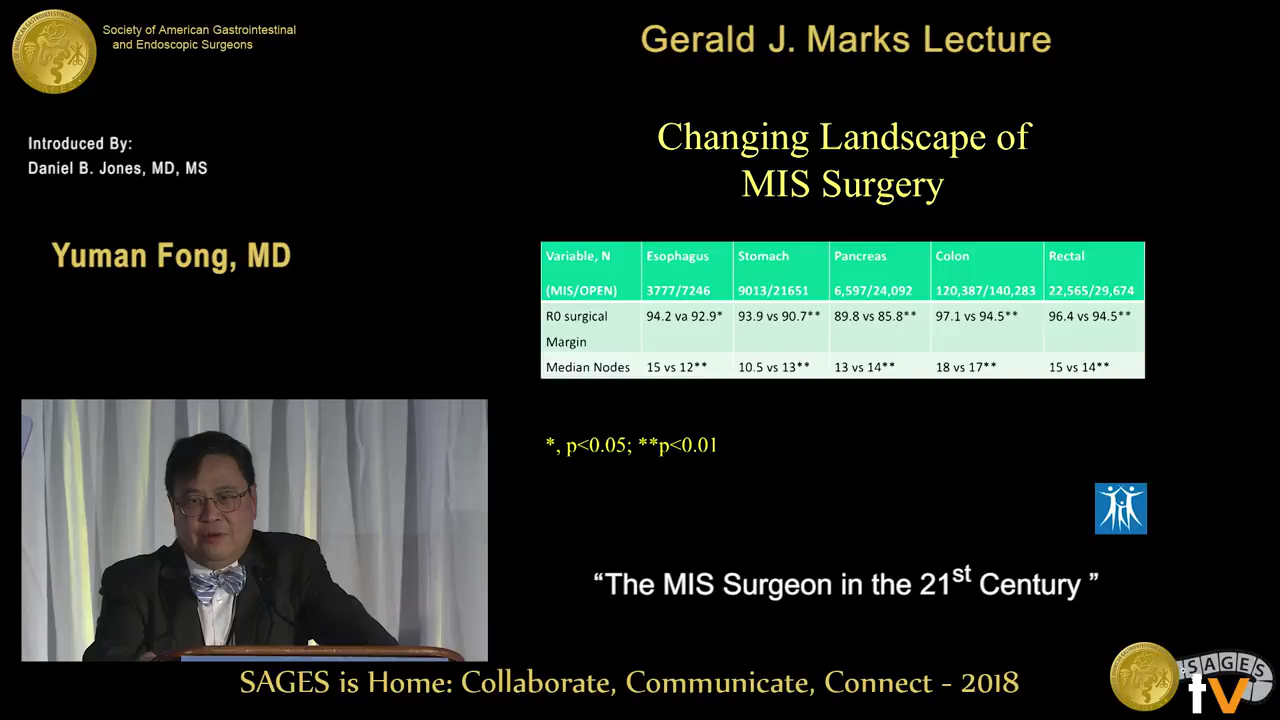 Society of American Gastrointestinal
and Endoscopic Surgeons
Gerald J. Marks Lecture
Introduced By:
Daniel B. Jones, MD, MS
Yuman Fong, MD
Changing Landscape of
MIS Surgery
Variable, N Esophagus Stomach Pancreas Colon Rectal
(MIS/OPEN) 3777/7246 9013/21651 6,597/24,092 120,387/140,283 22,565/29,674
R0 surgical 94.2 va 92.9* 93.9 vs 90.7** 89.8 vs 85.8** 97.1 vs 94.5** 96.4 vs 94.5**
Margin
Median Nodes 15 vs 12** 10.5 vs 13** 13 vs 14** 18 vs 17** 15 vs 14**
*, p<0.05; **p<0.01
“The MIS Surgeon in the 21st Century ”
SAGES is Home: Collaborate, Communicate, Connect - 2018
SAGES
tv